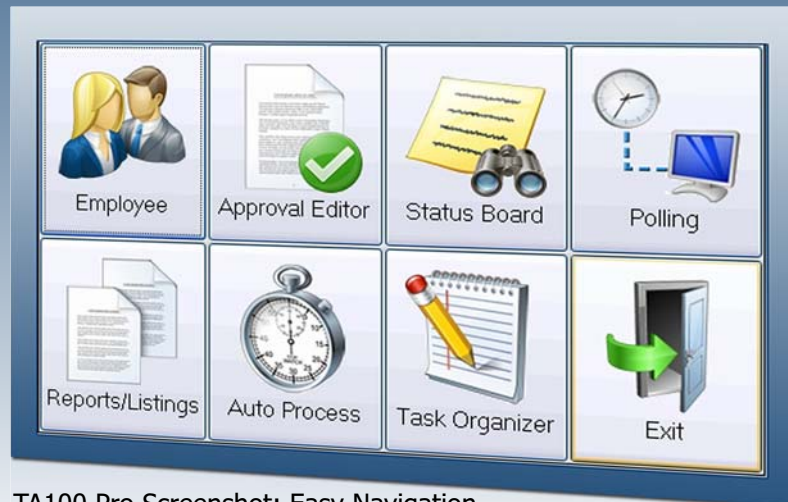 Employee
Approval Editor
Status Board
Polling
Reports/Listings
Auto Process
Task Organizer
Exit
TA100 Pro Screenshot: Easy Navigation